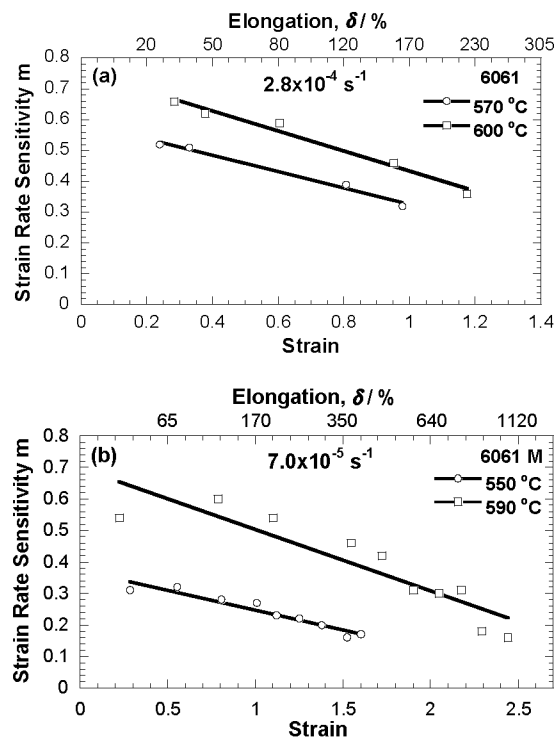 Elongation, δ / %
20 50 80 120 160 230 305
0.8
0.7
0.6
0.5
0.4
0.3
0.2
0.1
0
Strain Rate Sensitivity m
(a)
2.8x10⁻⁴ s⁻¹
6061
570 °C
600 °C
0 0.2 0.4 0.6 0.8 1 1.2 1.4
Strain
Elongation, δ / %
65 170 350 640 1120
0.8
0.7
0.6
0.5
0.4
0.3
0.2
0.1
0
Strain Rate Sensitivity m
(b)
7.0x10⁻⁵ s⁻¹
6061 M
550 °C
590 °C
0 0.5 1 1.5 2 2.5
Strain